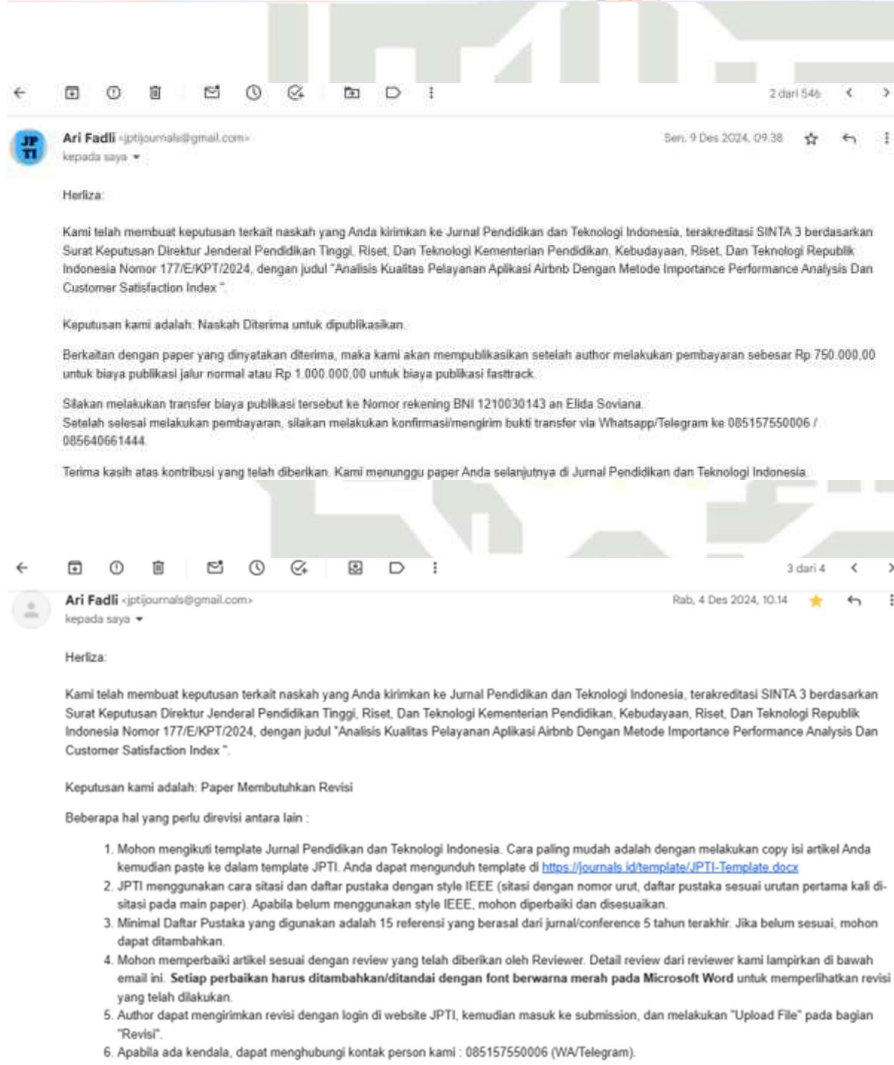 2 dari 546
JP
TI
Ari Fadli <jptijournals@gmail.com>
Sen, 9 Des 2024, 09.38
kepada saya
Herliza:
Kami telah membuat keputusan terkait naskah yang Anda kirimkan ke Jurnal Pendidikan dan Teknologi Indonesia, terakreditasi SINTA 3 berdasarkan
Surat Keputusan Direktur Jenderal Pendidikan Tinggi, Riset, Dan Teknologi Kementerian Pendidikan, Kebudayaan, Riset, Dan Teknologi Republik
Indonesia Nomor 177/E/KPT/2024, dengan judul "Analisis Kualitas Pelayanan Aplikasi Airbnb Dengan Metode Importance Performance Analysis Dan
Customer Satisfaction Index ".
Keputusan kami adalah: Naskah Diterima untuk dipublikasikan.
Berkaitan dengan paper yang dinyatakan diterima, maka kami akan mempublikasikan setelah author melakukan pembayaran sebesar Rp 750.000,00
untuk biaya publikasi jalur normal atau Rp 1.000.000,00 untuk biaya publikasi fasttrack.
Silakan melakukan transfer biaya publikasi tersebut ke Nomor rekening BNI 1210030143 an Elida Soviana.
Setelah selesai melakukan pembayaran, silakan melakukan konfirmasi/mengirim bukti transfer via Whatsapp/Telegram ke 085157550006 /
085640661444.
Terima kasih atas kontribusi yang telah diberikan. Kami menunggu paper Anda selanjutnya di Jurnal Pendidikan dan Teknologi Indonesia.
3 dari 4
Ari Fadli <jptijournals@gmail.com>
Rab, 4 Des 2024, 10.14
kepada saya
Herliza:
Kami telah membuat keputusan terkait naskah yang Anda kirimkan ke Jurnal Pendidikan dan Teknologi Indonesia, terakreditasi SINTA 3 berdasarkan
Surat Keputusan Direktur Jenderal Pendidikan Tinggi, Riset, Dan Teknologi Kementerian Pendidikan, Kebudayaan, Riset, Dan Teknologi Republik
Indonesia Nomor 177/E/KPT/2024, dengan judul "Analisis Kualitas Pelayanan Aplikasi Airbnb Dengan Metode Importance Performance Analysis Dan
Customer Satisfaction Index ".
Keputusan kami adalah: Paper Membutuhkan Revisi
Beberapa hal yang perlu direvisi antara lain :
1. Mohon mengikuti template Jurnal Pendidikan dan Teknologi Indonesia. Cara paling mudah adalah dengan melakukan copy isi artikel Anda
kemudian paste ke dalam template JPTI. Anda dapat mengunduh template di https://journals.id/template/JPTI-Template.docx
2. JPTI menggunakan cara sitasi dan daftar pustaka dengan style IEEE (sitasi dengan nomor urut, daftar pustaka sesuai urutan pertama kali di-
sitasi pada main paper). Apabila belum menggunakan style IEEE, mohon diperbaiki dan disesuaikan.
3. Minimal Daftar Pustaka yang digunakan adalah 15 referensi yang berasal dari jurnal/conference 5 tahun terakhir. Jika belum sesuai, mohon
dapat ditambahkan.
4. Mohon memperbaiki artikel sesuai dengan review yang telah diberikan oleh Reviewer. Detail review dari reviewer kami lampirkan di bawah
email ini. Setiap perbaikan harus ditambahkan/ditandai dengan font berwarna merah pada Microsoft Word untuk memperlihatkan revisi
yang telah dilakukan.
5. Author dapat mengirimkan revisi dengan login di website JPTI, kemudian masuk ke submission, dan melakukan "Upload File" pada bagian
"Revisi".
6. Apabila ada kendala, dapat menghubungi kontak person kami : 085157550006 (WA/Telegram).